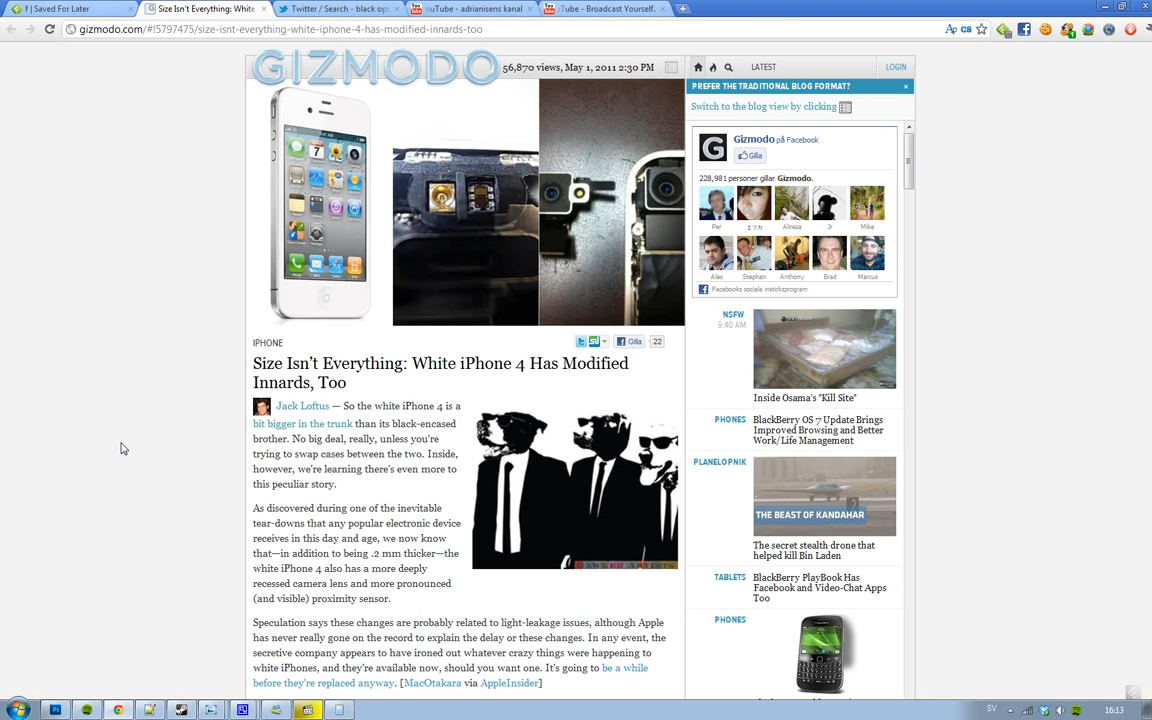 f | Saved For Later
Size Isn't Everything: White
Twitter / Search - black ops
ouTube - adrianisens kanal
Tube - Broadcast Yourself.
gizmodo.com/#!5797475/size-isnt-everything-white-iphone-4-has-modified-innards-too
GIZMODO
56,870 views, May 1, 2011 2:30 PM
LATEST
LOGIN
PREFER THE TRADITIONAL BLOG FORMAT?
Switch to the blog view by clicking
Gizmodo på Facebook
Gilla
228,981 personer gillar Gizmodo.
Per
Alireza
Jr
Mike
Alex
Stephan
Anthony
Brad
Marcus
Facebooks sociala insticksprogram
IPHONE
Gilla
22
Size Isn't Everything: White iPhone 4 Has Modified
Innards, Too
Jack Loftus — So the white iPhone 4 is a
bit bigger in the trunk than its black-encased
brother. No big deal, really, unless you're
trying to swap cases between the two. Inside,
however, we're learning there's even more to
this peculiar story.
As discovered during one of the inevitable
tear-downs that any popular electronic device
receives in this day and age, we now know
that—in addition to being .2 mm thicker—the
white iPhone 4 also has a more deeply
recessed camera lens and more pronounced
(and visible) proximity sensor.
GAWKER ARTISTS
Speculation says these changes are probably related to light-leakage issues, although Apple
has never really gone on the record to explain the delay or these changes. In any event, the
secretive company appears to have ironed out whatever crazy things were happening to
white iPhones, and they're available now, should you want one. It's going to be a while
before they're replaced anyway. [MacOtakara via AppleInsider]
NSFW
9:40 AM
Inside Osama's "Kill Site"
PHONES
BlackBerry OS 7 Update Brings
Improved Browsing and Better
Work/Life Management
PLANELOPNIK
THE BEAST OF KANDAHAR
The secret stealth drone that
helped kill Bin Laden
TABLETS
BlackBerry PlayBook Has
Facebook and Video-Chat Apps
Too
PHONES
SV
16:13